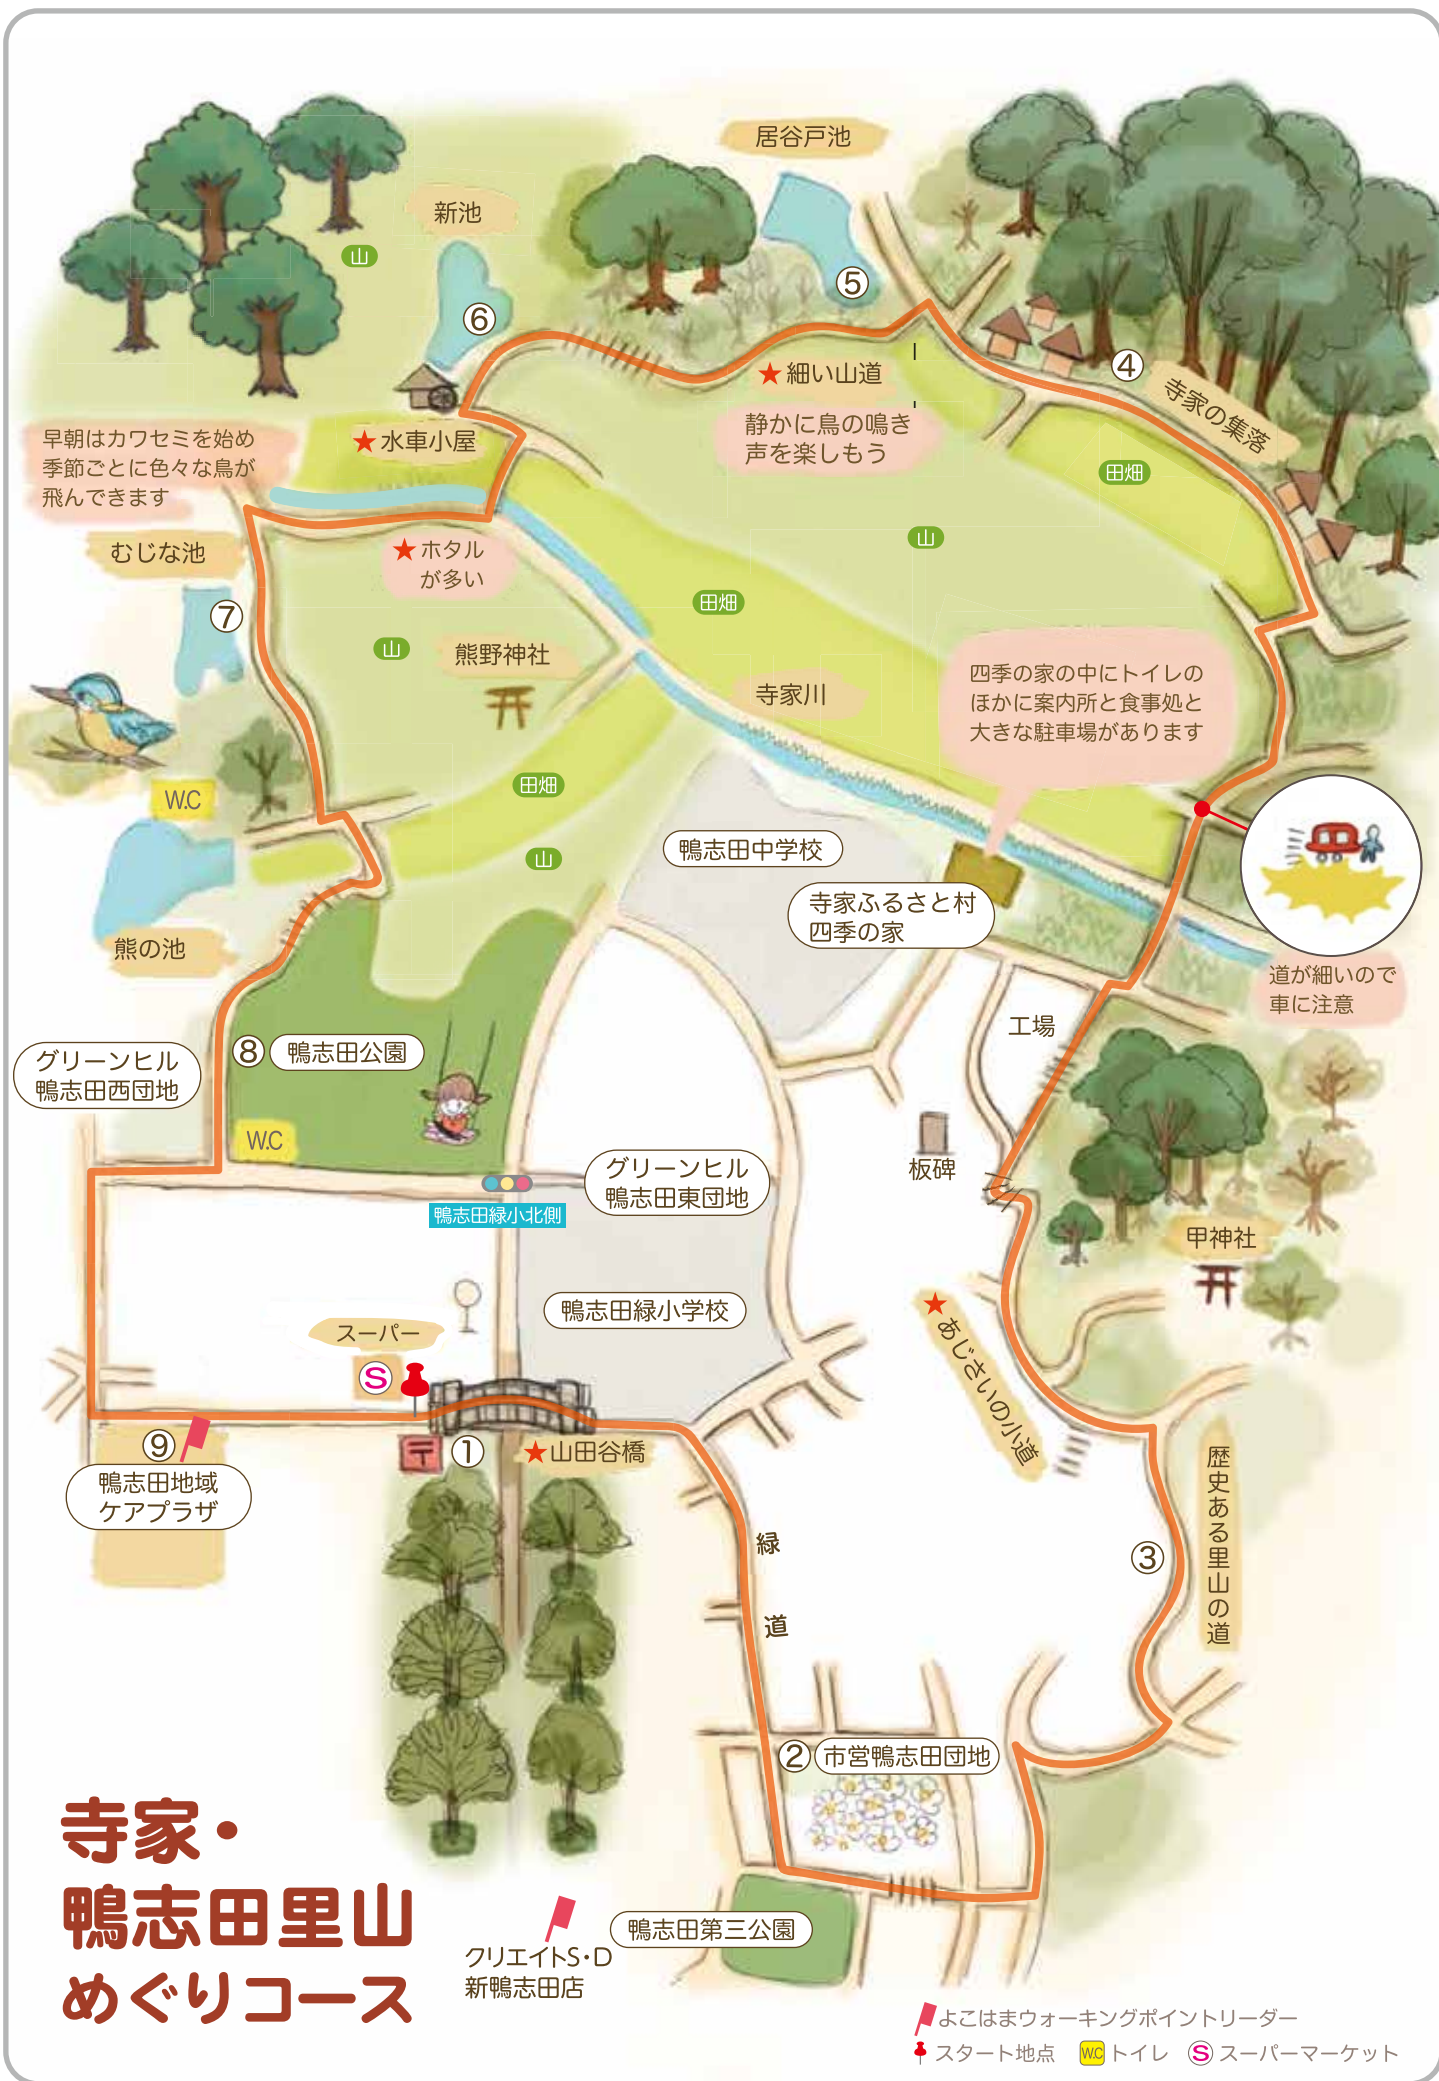 居谷戸池
新池
山
⑤
⑥
④
★細い山道
寺家の集落
静かに鳥の鳴き
声を楽しもう
早朝はカワセミを始め
季節ごとに色々な鳥が
飛んできます
★水車小屋
田畑
山
むじな池
★ホタル
が多い
⑦
田畑
山
熊野神社
寺家川
四季の家の中にトイレの
ほかに案内所と食事処と
大きな駐車場があります
W.C
田畑
山
鴨志田中学校
寺家ふるさと村
四季の家
熊の池
道が細いので
車に注意
工場
グリーンヒル
鴨志田西団地
⑧
鴨志田公園
W.C
板碑
グリーンヒル
鴨志田東団地
鴨志田緑小北側
甲神社
鴨志田緑小学校
スーパー
S
★あじさいの小道
⑨
鴨志田地域
ケアプラザ
〒
①
★山田谷橋
歴史ある里山の道
③
緑道
②
市営鴨志田団地
寺家・
鴨志田里山
めぐりコース
クリエイトS・D
新鴨志田店
鴨志田第三公園
よこはまウォーキングポイントリーダー
スタート地点
W.C トイレ
S スーパーマーケット